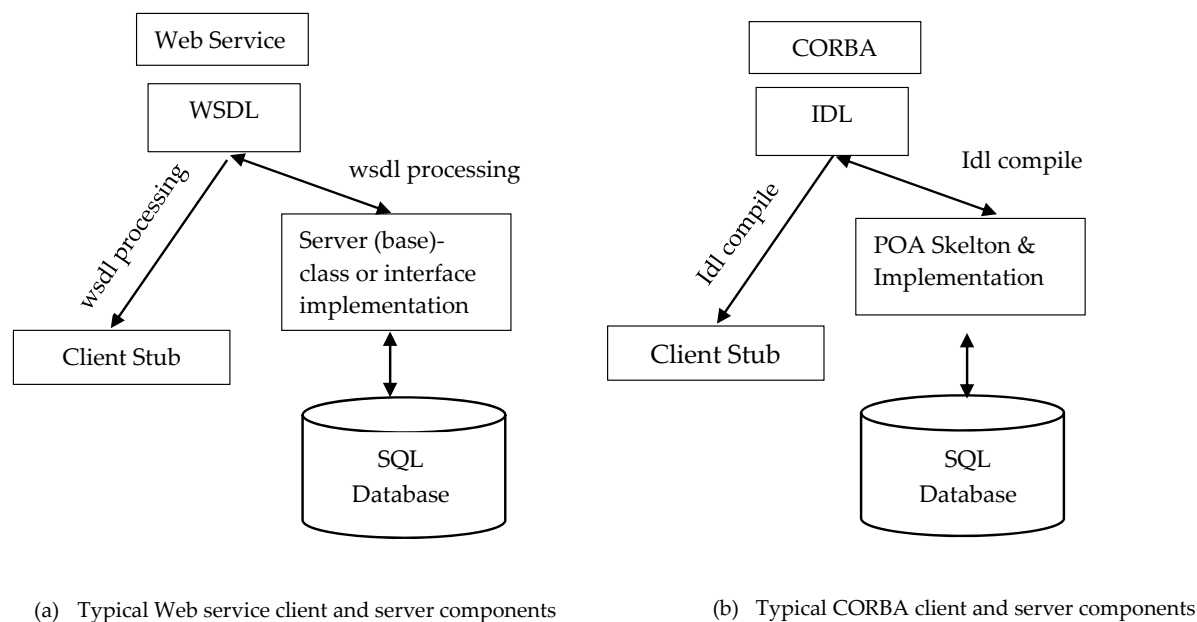 Web Service
WSDL
wsdl processing
wsdl processing
Server (base)-
class or interface
implementation
Client Stub
SQL
Database
(a) Typical Web service client and server components
CORBA
IDL
Idl compile
Idl compile
POA Skelton &
Implementation
Client Stub
SQL
Database
(b) Typical CORBA client and server components